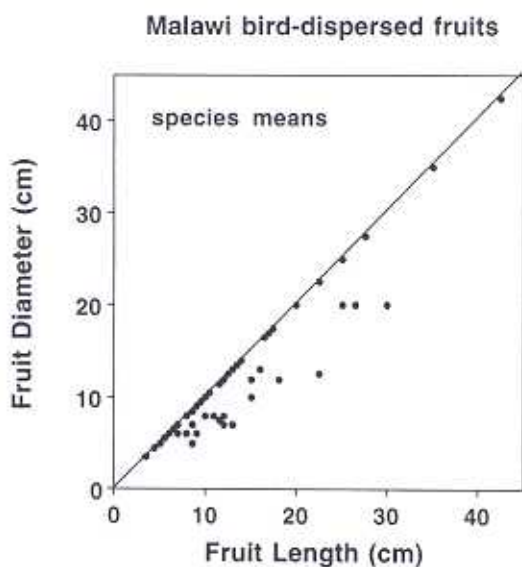 Malawi bird-dispersed fruits
species means
Fruit Diameter (cm)
40
30
20
10
0
0 10 20 30 40
Fruit Length (cm)